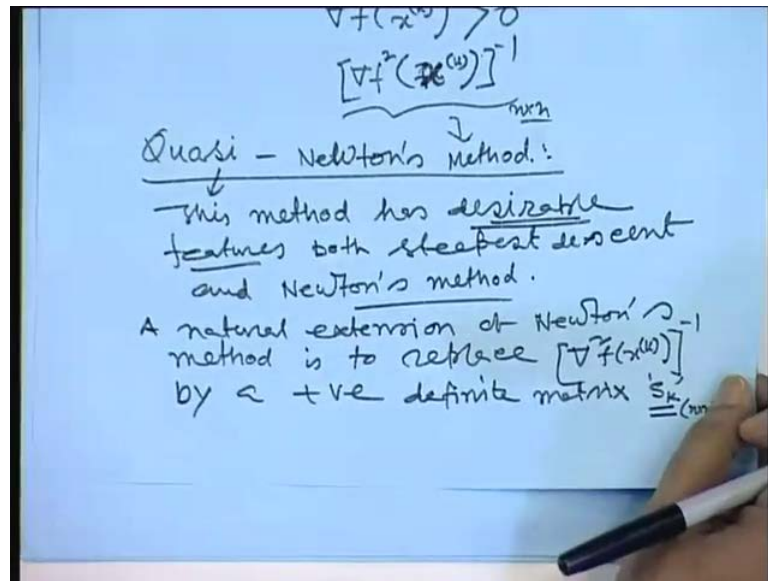 ∇f(x^(k)) > 0
[∇f²(x^(k))]^-1
n×n
Quasi - Newton's Method:
This method has desirable
features both steepest descent
and Newton's method.
A natural extension of Newton's
method is to replace [∇²f(x^(k))]^-1
by a +ve definite matrix 'S_k'